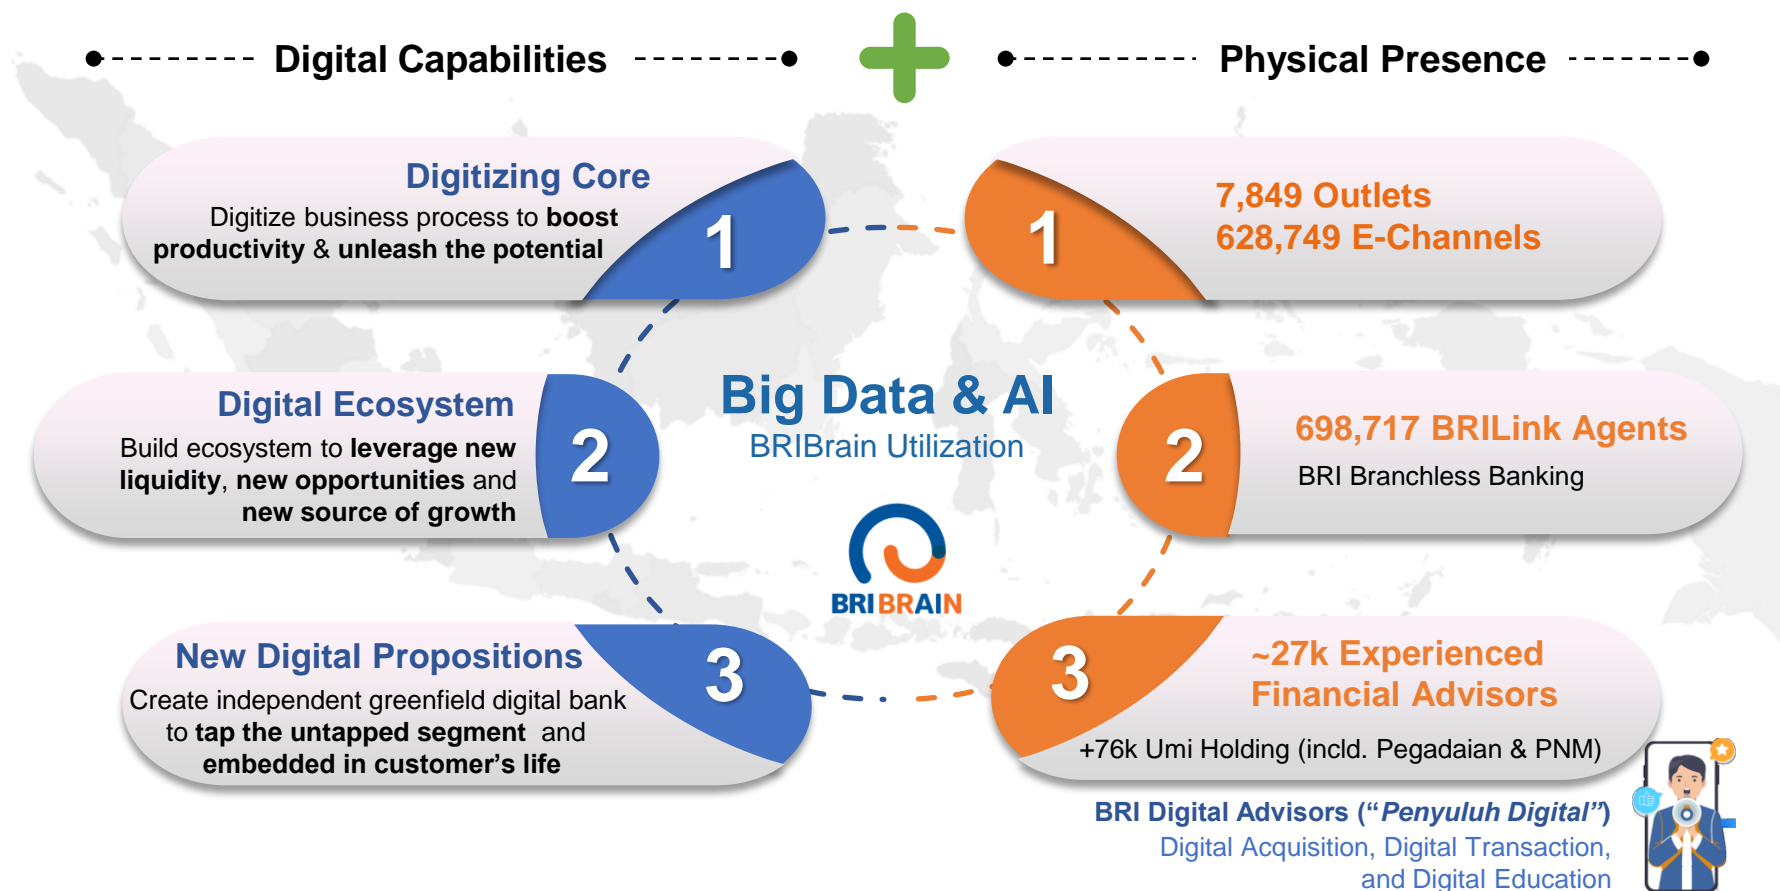 Digital Capabilities
Physical Presence
Digitizing Core
Digitize business process to boost
productivity & unleash the potential
1
Digital Ecosystem
Build ecosystem to leverage new
liquidity, new opportunities and
new source of growth
2
New Digital Propositions
Create independent greenfield digital bank
to tap the untapped segment and
embedded in customer's life
3
Big Data & AI
BRIBrain Utilization
BRIBRAIN
1
7,849 Outlets
628,749 E-Channels
2
698,717 BRILink Agents
BRI Branchless Banking
3
~27k Experienced
Financial Advisors
+76k Umi Holding (incld. Pegadaian & PNM)
BRI Digital Advisors (“Penyuluh Digital”)
Digital Acquisition, Digital Transaction,
and Digital Education